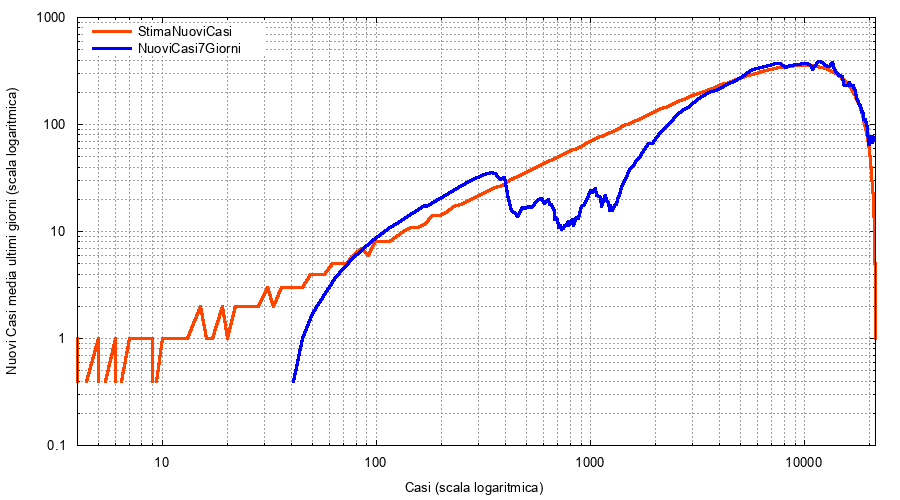 1000
100
10
1
0.1
Nuovi Casi media ultimi giorni (scala logaritmica)
StimaNuoviCasi
NuoviCasi7Giorni
10
100
1000
10000
Casi (scala logaritmica)